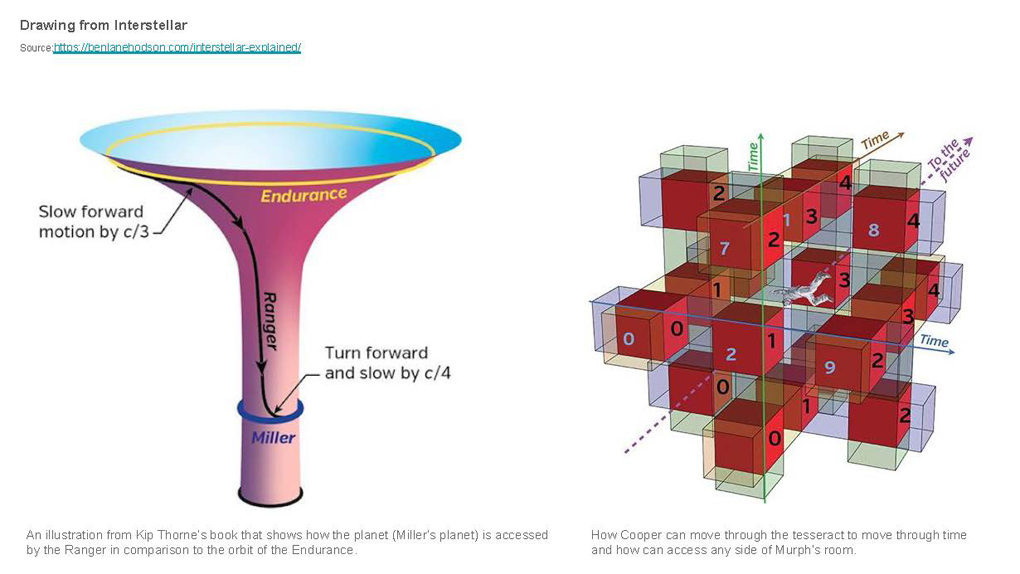 Drawing from Interstellar
Source:https://benlanehodson.com/interstellar-explained/
Endurance
Slow forward
motion by c/3
Ranger
Turn forward
and slow by c/4
Miller
Time
Time
To the
future
2
4
1
3
8
4
7
2
3
1
4
0
0
3
1
Time
2
9
2
0
1
2
0
An illustration from Kip Thorne's book that shows how the planet (Miller's planet) is accessed
by the Ranger in comparison to the orbit of the Endurance.
How Cooper can move through the tesseract to move through time
and how can access any side of Murph's room.